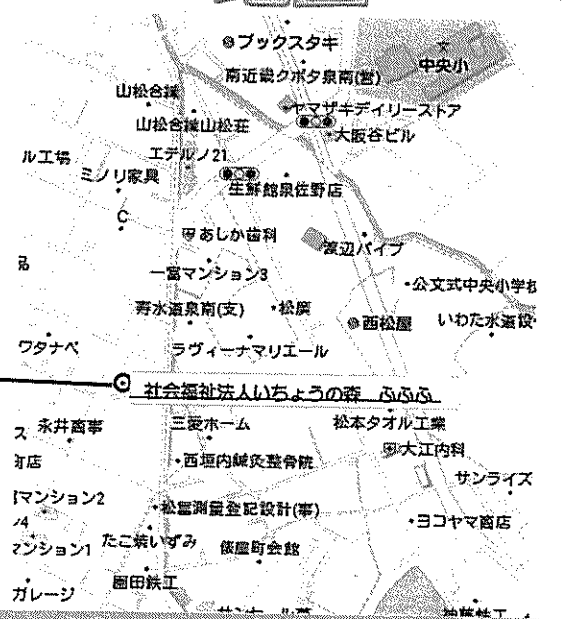 ブックスタキ
南近畿クボタ泉南(営)
中央小
山松合撚
ヤマザキデイリーストア
山松合撚山松荘
大阪谷ビル
ル工場
エテルノ21
ミノリ家具
生鮮館泉佐野店
C
あしか歯科
渡辺パイプ
一富マンション3
公文式中央小学校
寿水道泉南(支)
松廣
西松屋
いわた水道設
ワタナベ
ラヴィーナマリエール
社会福祉法人いちょうの森 ふふふ
ス
永井商事
三愛ホーム
松本タオル工業
町店
西垣内鍼灸整骨院
大江内科
サンライズ
マンション2
松 測量登記設計(事)
ヨコヤマ商店
マンション1
たこ焼いずみ
俵屋町会館
ガレージ
園田鉄工